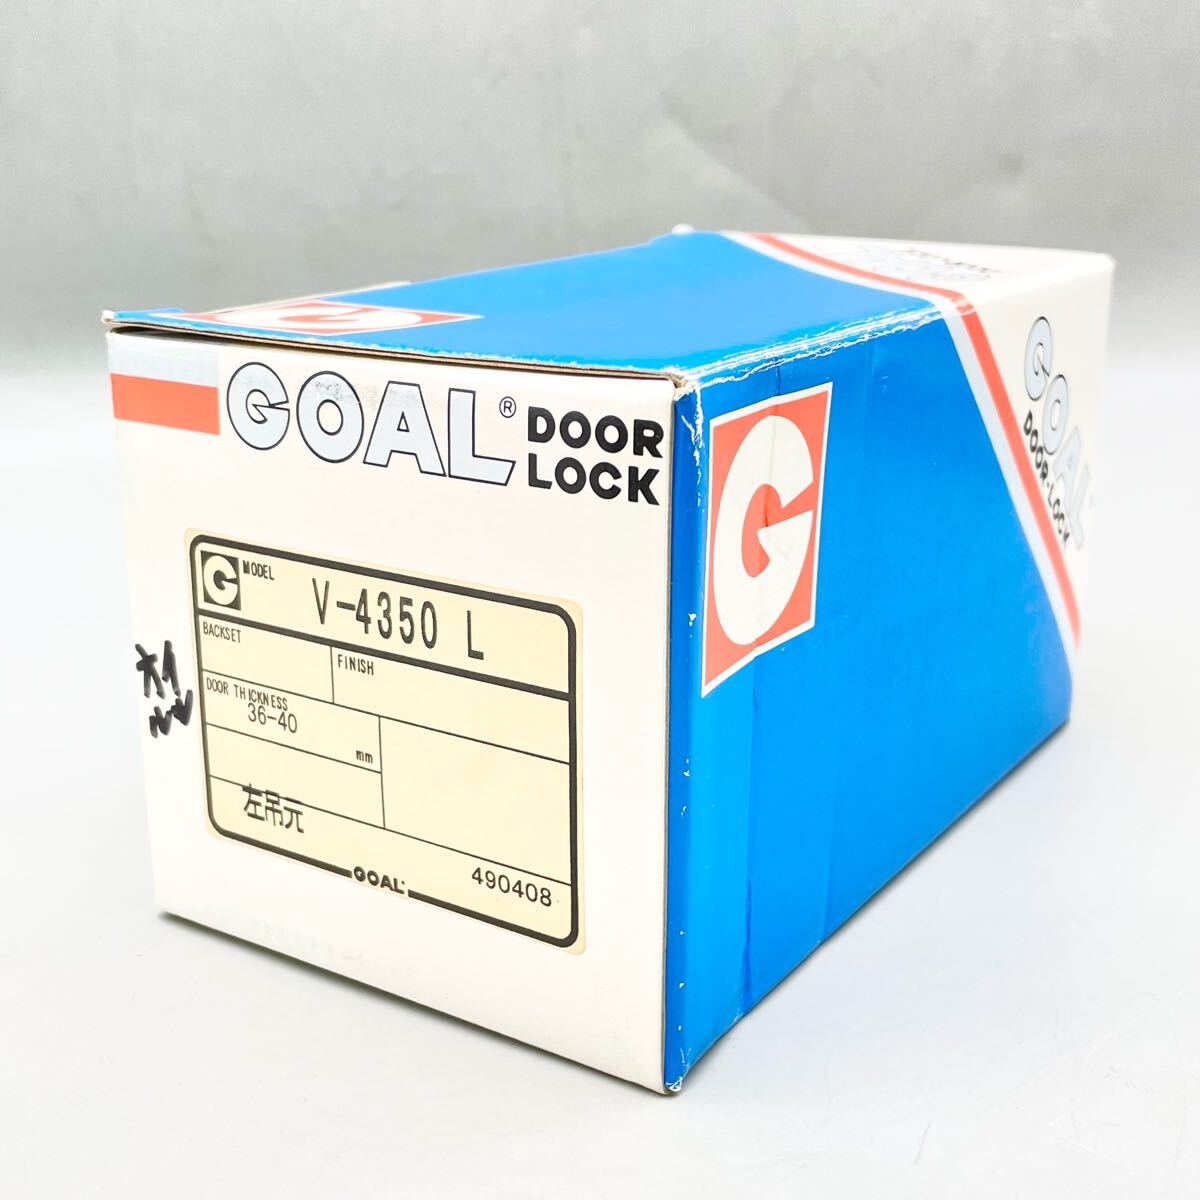 GOAL® DOOR LOCK
G MODEL V-4350 L
BACKSET
FINISH
DOOR THICKNESS
36-40
mm
左吊元
GOAL
490408
G
GOAL
DOOR·LOCK